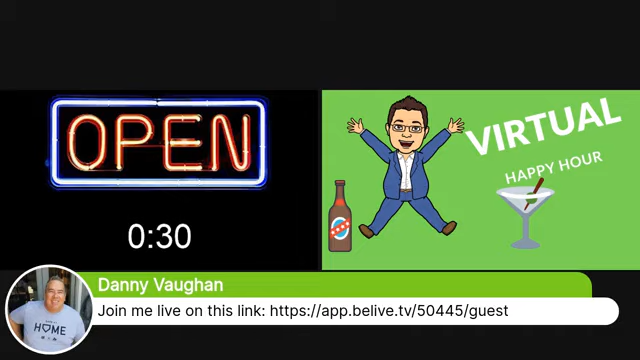 OPEN
0:30
VIRTUAL
HAPPY HOUR
Danny Vaughan
Join me live on this link: https://app.belive.tv/50445/guest
HOME